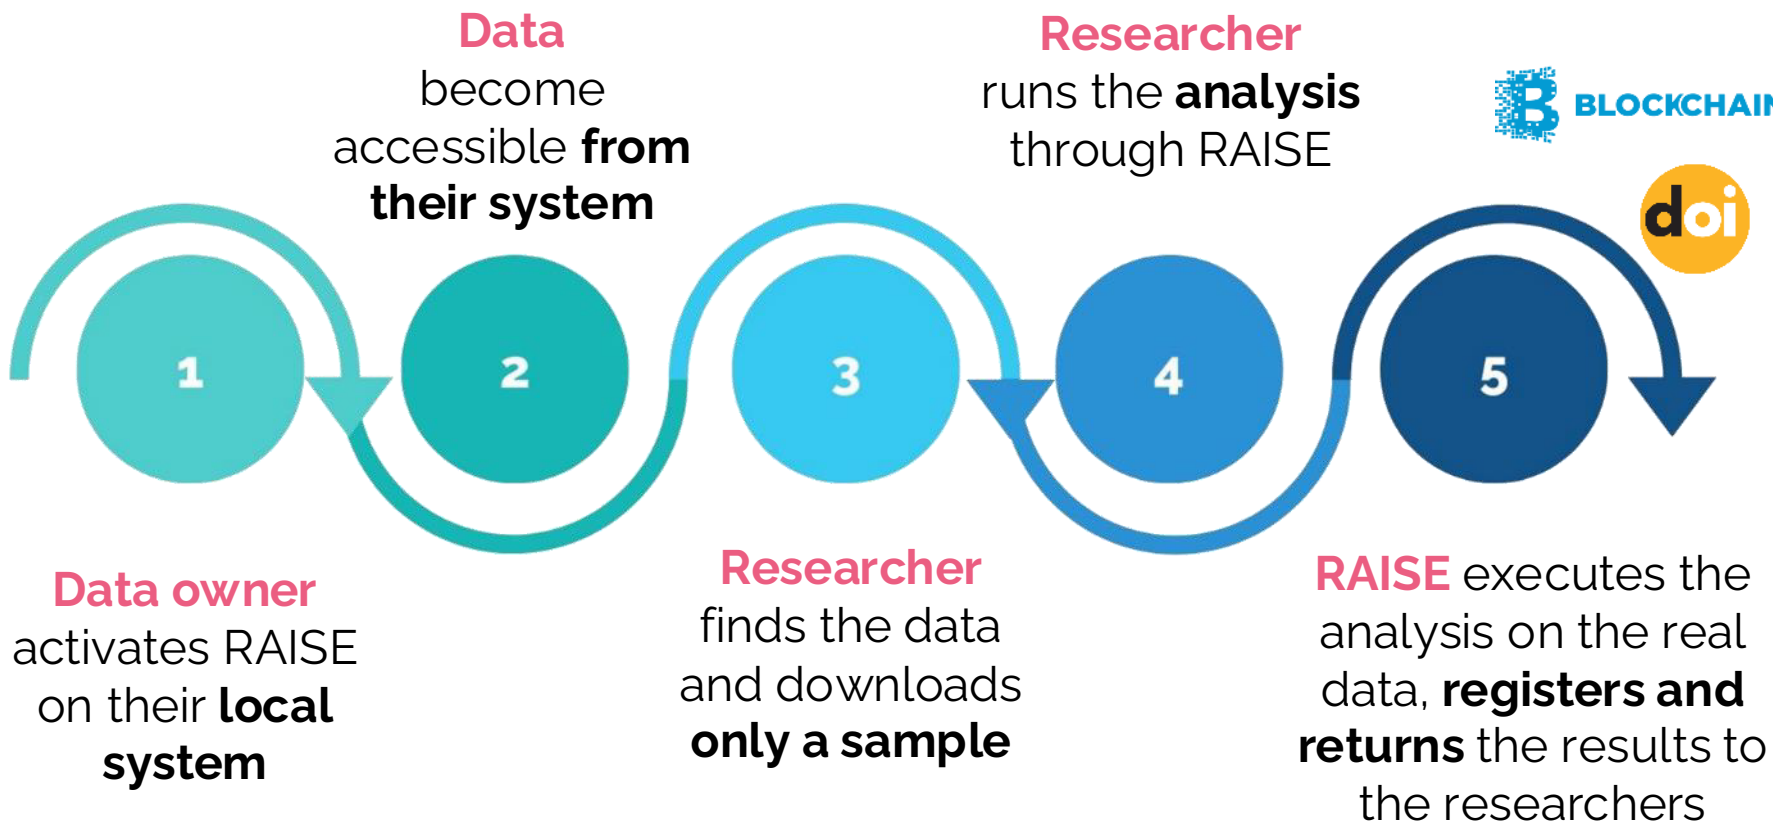 Data owner
activates RAISE
on their local
system
1
Data
become
accessible from
their system
2
Researcher
finds the data
and downloads
only a sample
3
Researcher
runs the analysis
through RAISE
4
RAISE executes the
analysis on the real
data, registers and
returns the results to
the researchers
5
BLOCKCHAIN
doi